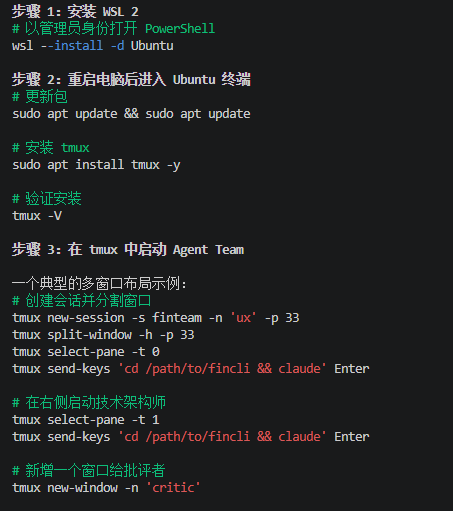 步骤 1：安装 WSL 2
# 以管理员身份打开 PowerShell
wsl --install -d Ubuntu
步骤 2：重启电脑后进入 Ubuntu 终端
# 更新包
sudo apt update && sudo apt update
# 安装 tmux
sudo apt install tmux -y
# 验证安装
tmux -V
步骤 3：在 tmux 中启动 Agent Team
一个典型的多窗口布局示例：
# 创建会话并分割窗口
tmux new-session -s finteam -n 'ux' -p 33
tmux split-window -h -p 33
tmux select-pane -t 0
tmux send-keys 'cd /path/to/fincli && claude' Enter
# 在右侧启动技术架构师
tmux select-pane -t 1
tmux send-keys 'cd /path/to/fincli && claude' Enter
# 新增一个窗口给批评者
tmux new-window -n 'critic'